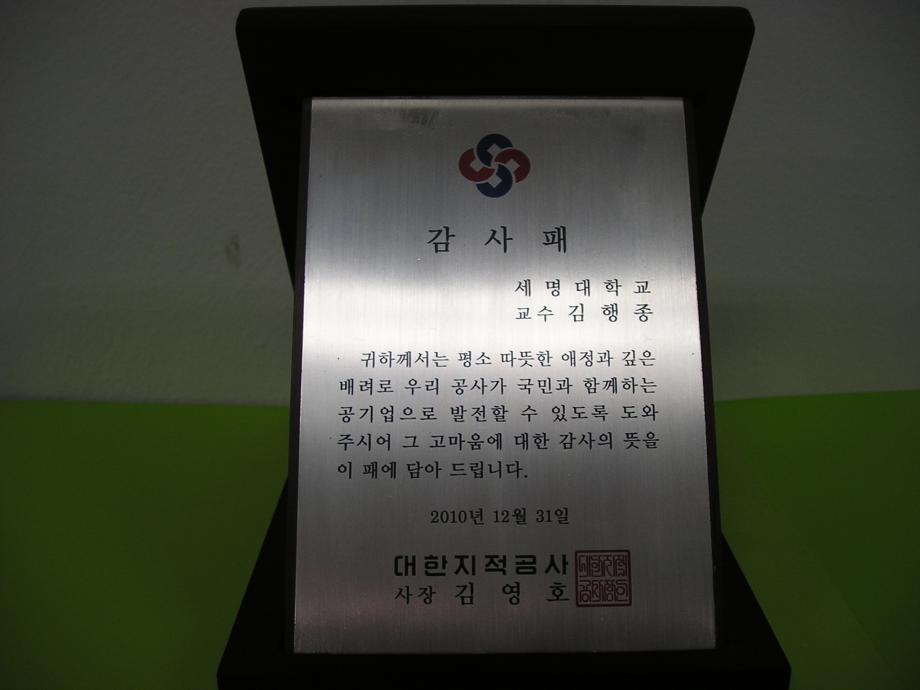 감사패
세명대학교
교수 김행종
귀하께서는 평소 따뜻한 애정과 깊은
배려로 우리 공사가 국민과 함께하는
공기업으로 발전할 수 있도록 도와
주시어 그 고마움에 대한 감사의 뜻을
이 패에 담아 드립니다.
2010년 12월 31일
대한지적공사
사장 김영호